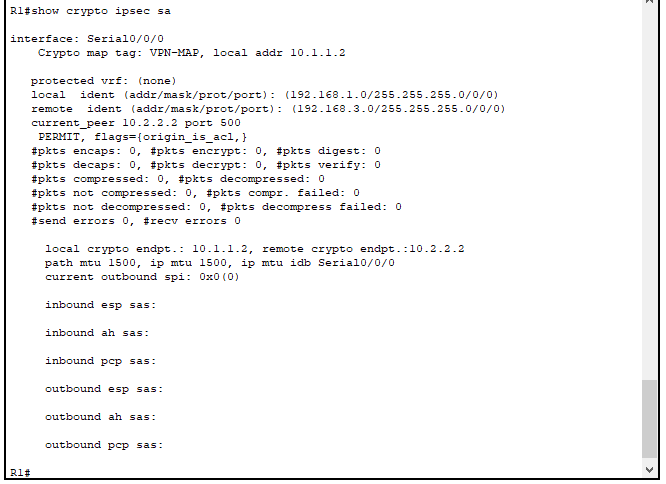 R1#show crypto ipsec sa
interface: Serial0/0/0
Crypto map tag: VPN-MAP, local addr 10.1.1.2
protected vrf: (none)
local ident (addr/mask/prot/port): (192.168.1.0/255.255.255.0/0/0)
remote ident (addr/mask/prot/port): (192.168.3.0/255.255.255.0/0/0)
current_peer 10.2.2.2 port 500
PERMIT, flags={origin_is_acl,}
#pkts encaps: 0, #pkts encrypt: 0, #pkts digest: 0
#pkts decaps: 0, #pkts decrypt: 0, #pkts verify: 0
#pkts compressed: 0, #pkts decompressed: 0
#pkts not compressed: 0, #pkts compr. failed: 0
#pkts not decompressed: 0, #pkts decompress failed: 0
#send errors 0, #recv errors 0
local crypto endpt.: 10.1.1.2, remote crypto endpt.:10.2.2.2
path mtu 1500, ip mtu 1500, ip mtu idb Serial0/0/0
current outbound spi: 0x0(0)
inbound esp sas:
inbound ah sas:
inbound pcp sas:
outbound esp sas:
outbound ah sas:
outbound pcp sas:
R1#